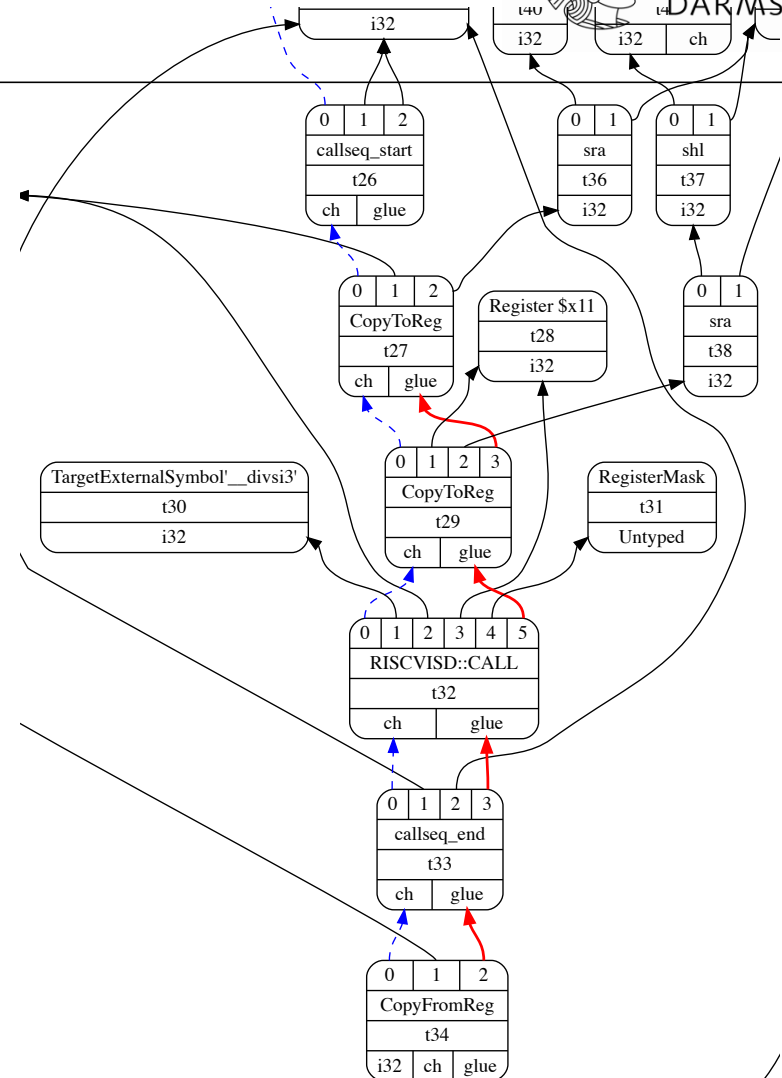 DARMS
i32
i32
i32 ch
0 1 2
callseq_start
t26
ch glue
0 1
sra
t36
i32
0 1
shl
t37
i32
0 1 2
CopyToReg
t27
ch glue
Register $x11
t28
i32
0 1
sra
t38
i32
0 1 2 3
CopyToReg
t29
ch glue
TargetExternalSymbol'__divsi3'
t30
i32
RegisterMask
t31
Untyped
0 1 2 3 4 5
RISCVISD::CALL
t32
ch glue
0 1 2 3
callseq_end
t33
ch glue
0 1 2
CopyFromReg
t34
i32 ch glue